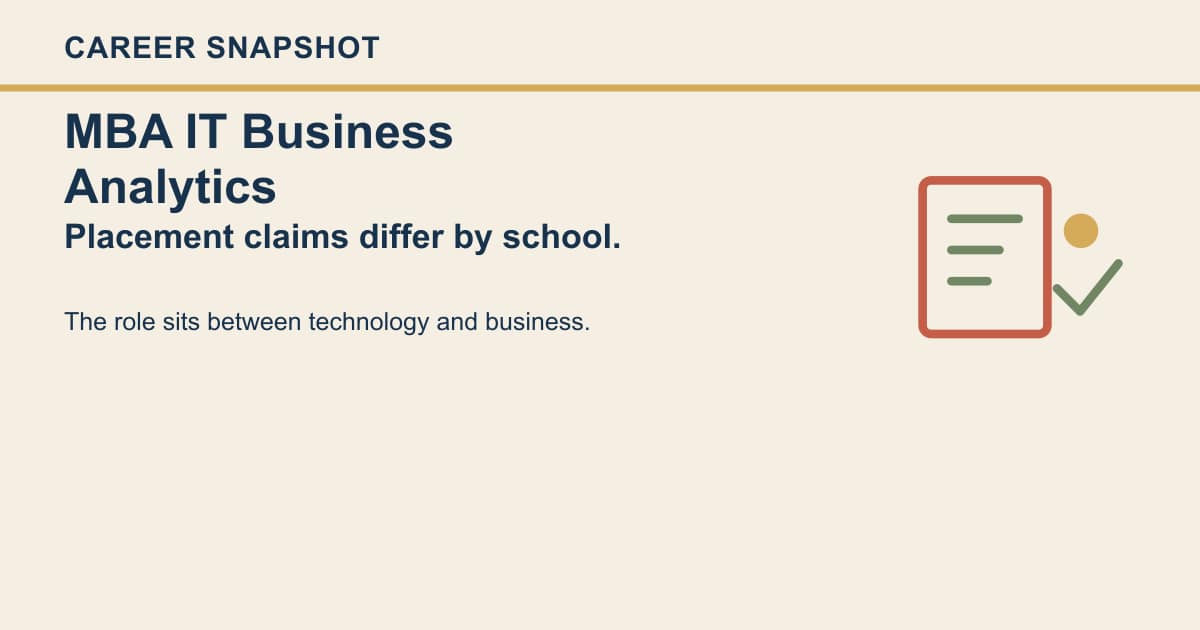 CAREER SNAPSHOT
MBA IT Business
Analytics
Placement claims differ by school.
The role sits between technology and business.